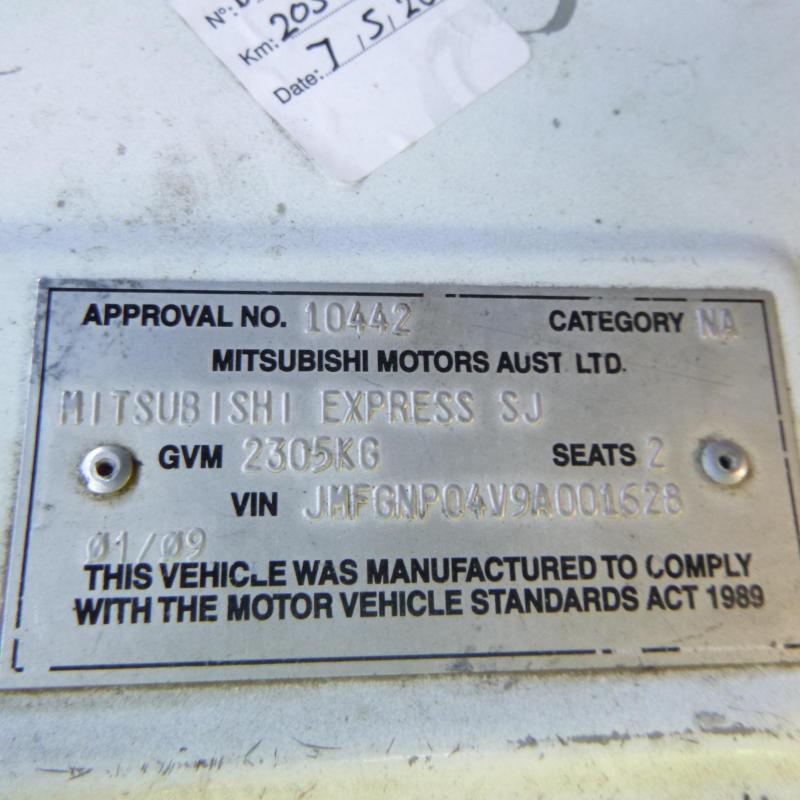 Nº:
Km: 203
Date: 7/5/20
APPROVAL NO. 10442 CATEGORY NA
MITSUBISHI MOTORS AUST. LTD.
MITSUBISHI EXPRESS SJ
GVM 2305KG SEATS 2
VIN JMFGNP04V9A001628
01/09
THIS VEHICLE WAS MANUFACTURED TO COMPLY
WITH THE MOTOR VEHICLE STANDARDS ACT 1989